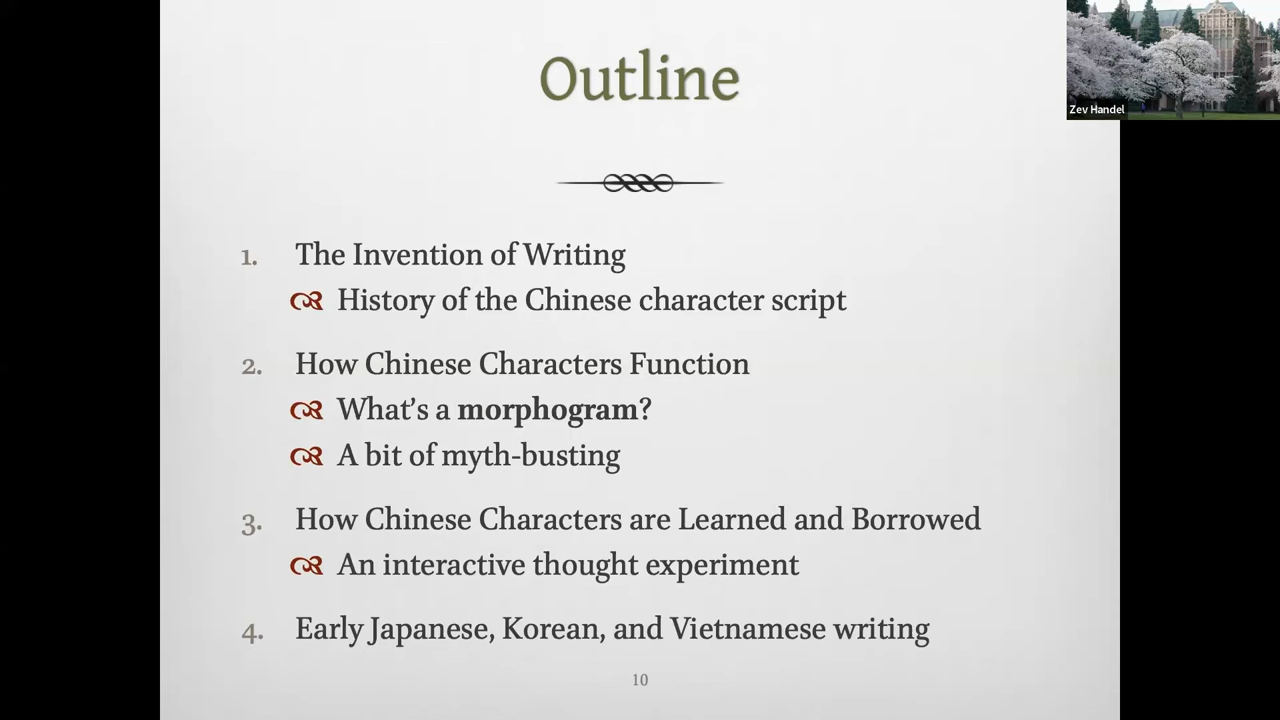 Outline
Zev Handel
1. The Invention of Writing
History of the Chinese character script
2. How Chinese Characters Function
What's a morphogram?
A bit of myth-busting
3. How Chinese Characters are Learned and Borrowed
An interactive thought experiment
4. Early Japanese, Korean, and Vietnamese writing
10